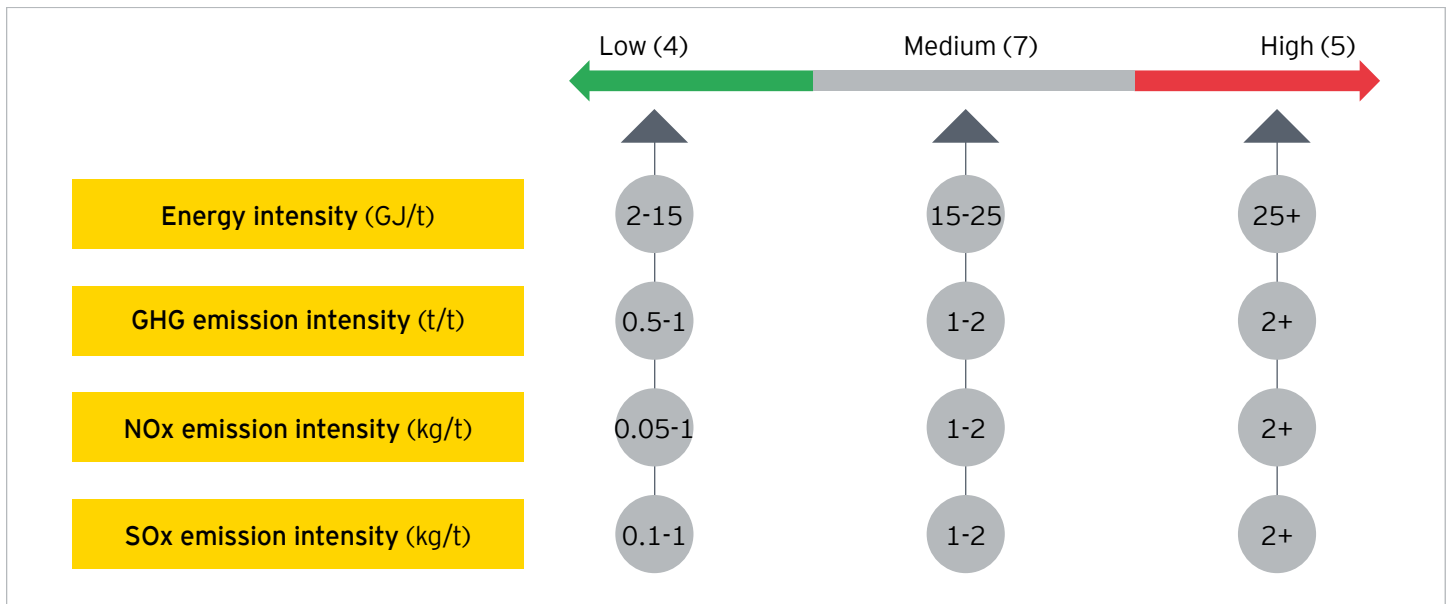 Low (4) Medium (7) High (5)
Energy intensity (GJ/t) 2-15 15-25 25+
GHG emission intensity (t/t) 0.5-1 1-2 2+
NOx emission intensity (kg/t) 0.05-1 1-2 2+
SOx emission intensity (kg/t) 0.1-1 1-2 2+